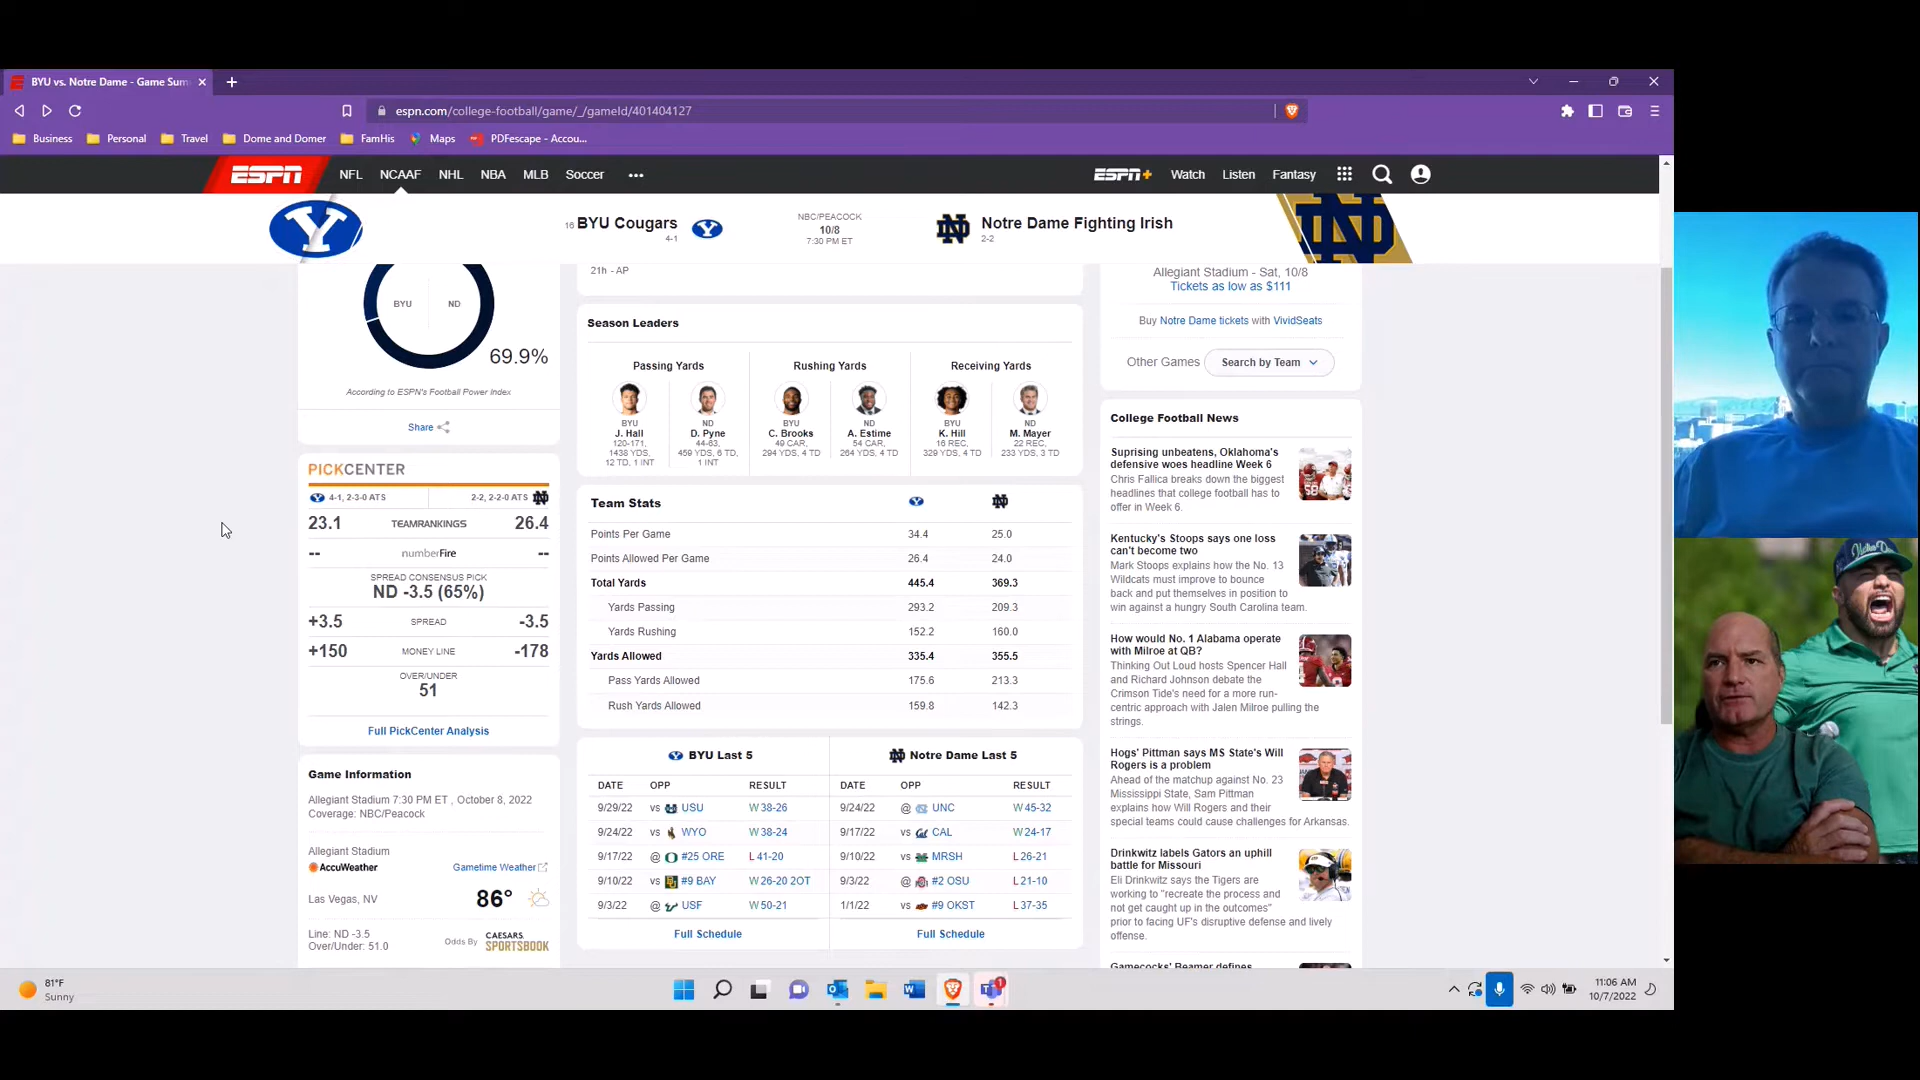 BYU vs. Notre Dame - Game Sum
espn.com/college-football/game/_/gameId/401404127
Business Personal Travel Dome and Domer FamHis Maps PDFescape - Accou...
ESPN NFL NCAAF NHL NBA MLB Soccer
ESPN+ Watch Listen Fantasy
16 BYU Cougars
4-1
NBC/PEACOCK
10/8
7:30 PM ET
Notre Dame Fighting Irish
2-2
BYU ND
69.9%
According to ESPN's Football Power Index
Share
PICKCENTER
4-1, 2-3-0 ATS 2-2, 2-2-0 ATS
23.1 TEAMRANKINGS 26.4
-- numberFire --
SPREAD CONSENSUS PICK
ND -3.5 (65%)
+3.5 SPREAD -3.5
+150 MONEY LINE -178
OVER/UNDER
51
Full PickCenter Analysis
Game Information
Allegiant Stadium 7:30 PM ET , October 8, 2022
Coverage: NBC/Peacock
Allegiant Stadium
AccuWeather Gametime Weather
Las Vegas, NV 86°
Line: ND -3.5
Over/Under: 51.0
Odds By CAESARS SPORTSBOOK
21h - AP
Season Leaders
Passing Yards Rushing Yards Receiving Yards
BYU ND BYU ND BYU ND
J. Hall D. Pyne C. Brooks A. Estime K. Hill M. Mayer
120-171, 44-63, 49 CAR, 54 CAR, 16 REC, 22 REC,
1438 YDS, 459 YDS, 6 TD, 294 YDS, 4 TD 264 YDS, 4 TD 329 YDS, 4 TD 233 YDS, 3 TD
12 TD, 1 INT 1 INT
Team Stats
Points Per Game 34.4 25.0
Points Allowed Per Game 26.4 24.0
Total Yards 445.4 369.3
Yards Passing 293.2 209.3
Yards Rushing 152.2 160.0
Yards Allowed 335.4 355.5
Pass Yards Allowed 175.6 213.3
Rush Yards Allowed 159.8 142.3
BYU Last 5 Notre Dame Last 5
DATE OPP RESULT DATE OPP RESULT
9/29/22 vs USU W 38-26 9/24/22 @ UNC W 45-32
9/24/22 vs WYO W 38-24 9/17/22 vs CAL W 24-17
9/17/22 @ #25 ORE L 41-20 9/10/22 vs MRSH L 26-21
9/10/22 vs #9 BAY W 26-20 2OT 9/3/22 @ #2 OSU L 21-10
9/3/22 @ USF W 50-21 1/1/22 vs #9 OKST L 37-35
Full Schedule Full Schedule
Allegiant Stadium - Sat, 10/8
Tickets as low as $111
Buy Notre Dame tickets with VividSeats
Other Games Search by Team
College Football News
Suprising unbeatens, Oklahoma's
defensive woes headline Week 6
Chris Fallica breaks down the biggest
headlines that college football has to
offer in Week 6.
Kentucky's Stoops says one loss
can't become two
Mark Stoops explains how the No. 13
Wildcats must improve to bounce
back and put themselves in position to
win against a hungry South Carolina team.
How would No. 1 Alabama operate
with Milroe at QB?
Thinking Out Loud hosts Spencer Hall
and Richard Johnson debate the
Crimson Tide's need for a more run-
centric approach with Jalen Milroe pulling the
strings.
Hogs' Pittman says MS State's Will
Rogers is a problem
Ahead of the matchup against No. 23
Mississippi State, Sam Pittman
explains how Will Rogers and their
special teams could cause challenges for Arkansas.
Drinkwitz labels Gators an uphill
battle for Missouri
Eli Drinkwitz says the Tigers are
working to "recreate the process and
not get caught up in the outcomes"
prior to facing UF's disruptive defense and lively
offense.
Gamecocks' Beamer defines
81°F
Sunny
11:06 AM
10/7/2022